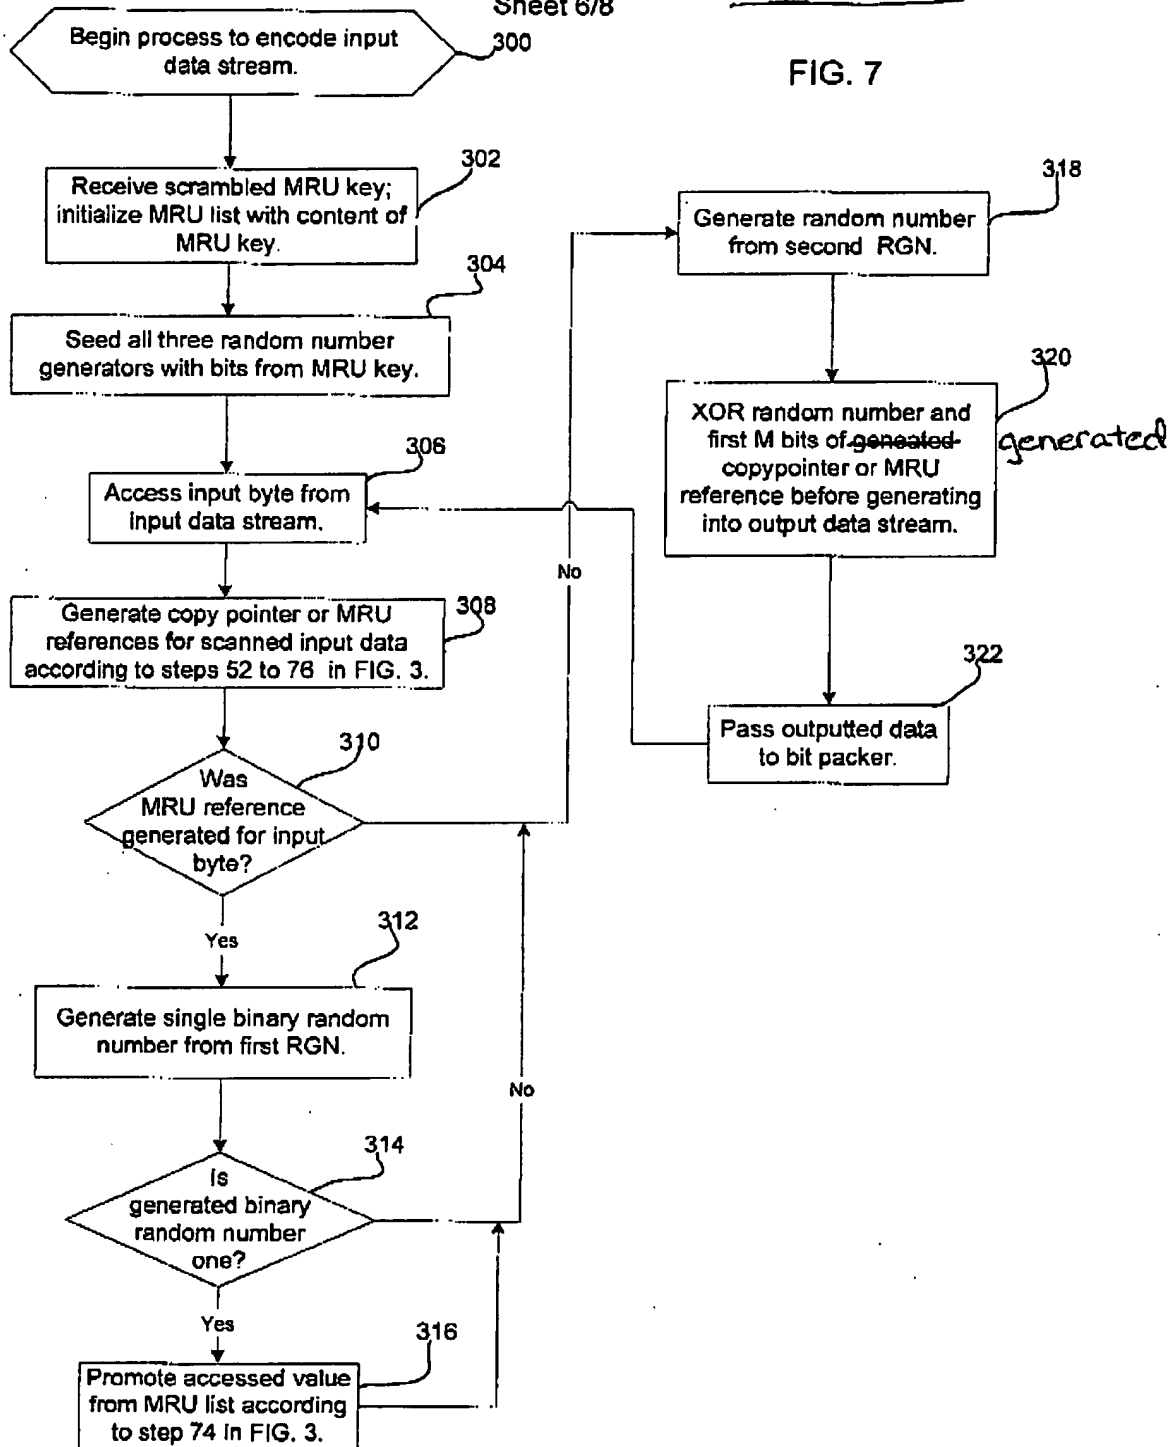 Sheet 6/8
FIG. 7
Begin process to encode input
data stream.
300
302
Receive scrambled MRU key;
initialize MRU list with content of
MRU key.
304
Seed all three random number
generators with bits from MRU key.
306
Access input byte from
input data stream.
308
Generate copy pointer or MRU
references for scanned input data
according to steps 52 to 76 in FIG. 3.
310
Was
MRU reference
generated for input
byte?
No
Yes
312
Generate single binary random
number from first RGN.
314
Is
generated binary
random number
one?
No
Yes
316
Promote accessed value
from MRU list according
to step 74 in FIG. 3.
318
Generate random number
from second RGN.
320
XOR random number and
first M bits of geneated generated
copypointer or MRU
reference before generating
into output data stream.
322
Pass outputted data
to bit packer.